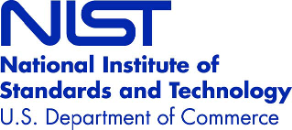 NIST
National Institute of
Standards and Technology
U.S. Department of Commerce